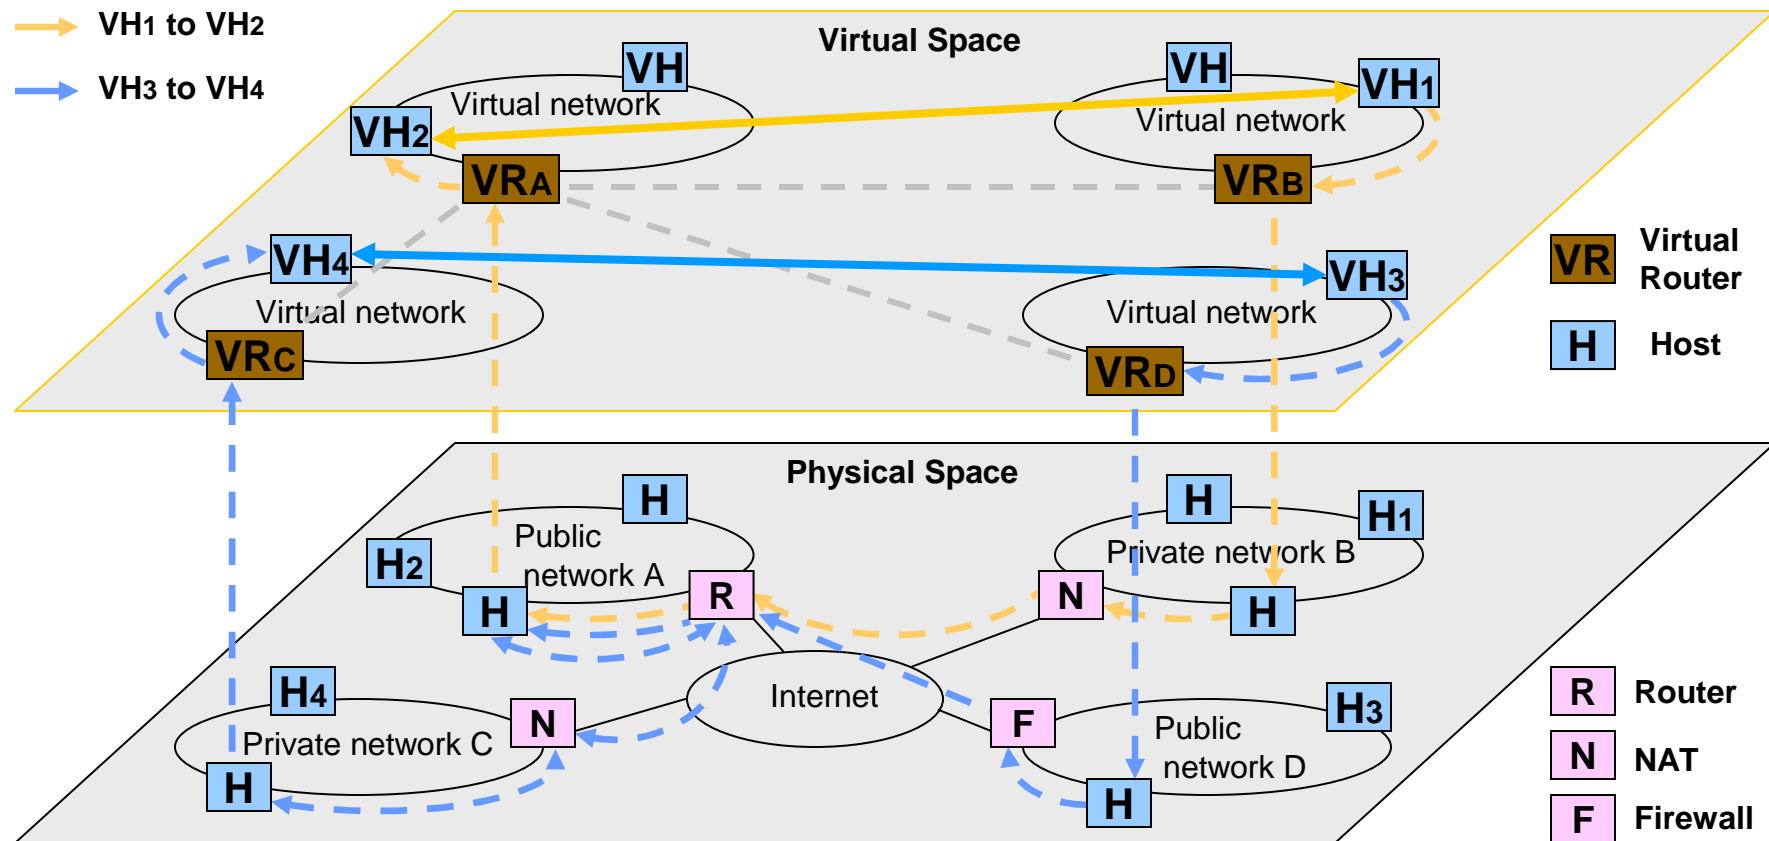 VH1 to VH2
VH3 to VH4
Virtual Space
VH
VH
VH1
Virtual network
Virtual network
VH2
VRA
VRB
VH4
VH3
Virtual network
Virtual network
VRC
VRD
VR
Virtual
Router
H
Host
Physical Space
H
H
H1
Public
network A
Private network B
H2
H
R
N
H
H4
N
Internet
F
H3
Private network C
Public
network D
H
H
R
Router
N
NAT
F
Firewall